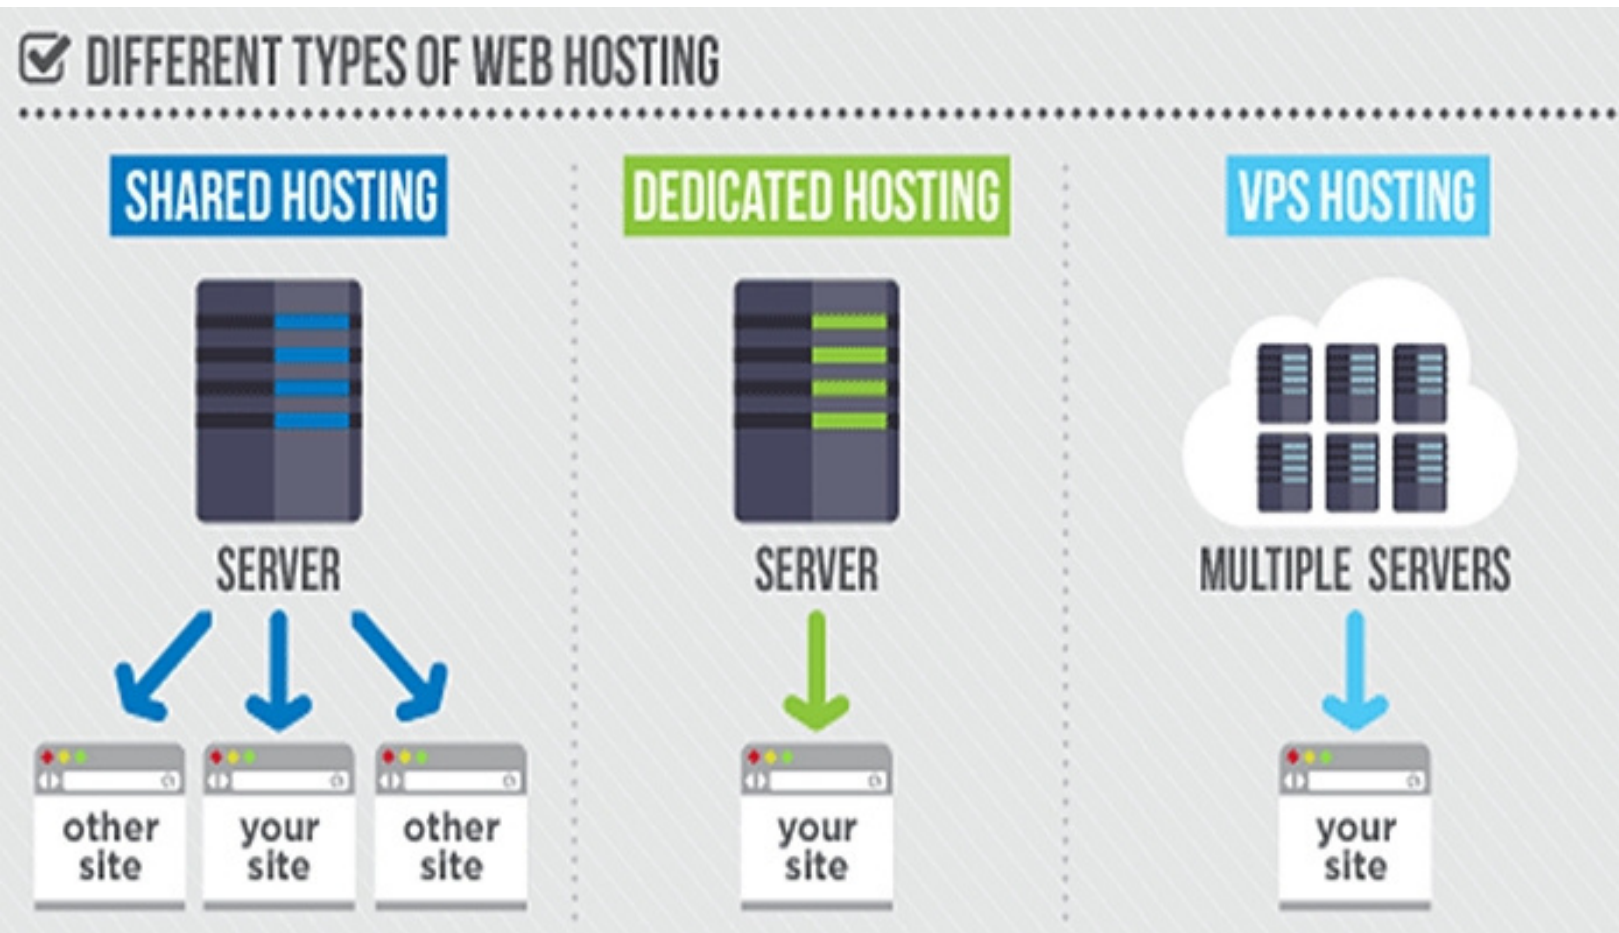 DIFFERENT TYPES OF WEB HOSTING
SHARED HOSTING
SERVER
other
site
your
site
other
site
DEDICATED HOSTING
SERVER
your
site
VPS HOSTING
MULTIPLE SERVERS
your
site